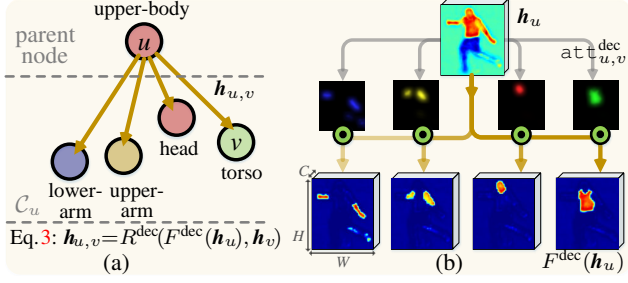 upper-body
parent
node
u
h_{u,v}
v
head
torso
lower-
arm
upper-
arm
C_u
Eq.3: h_{u,v}=R^{dec}(F^{dec}(h_u), h_v)
(a)
h_u
att^{dec}_{u,v}
C
H
W
(b)
F^{dec}(h_u)